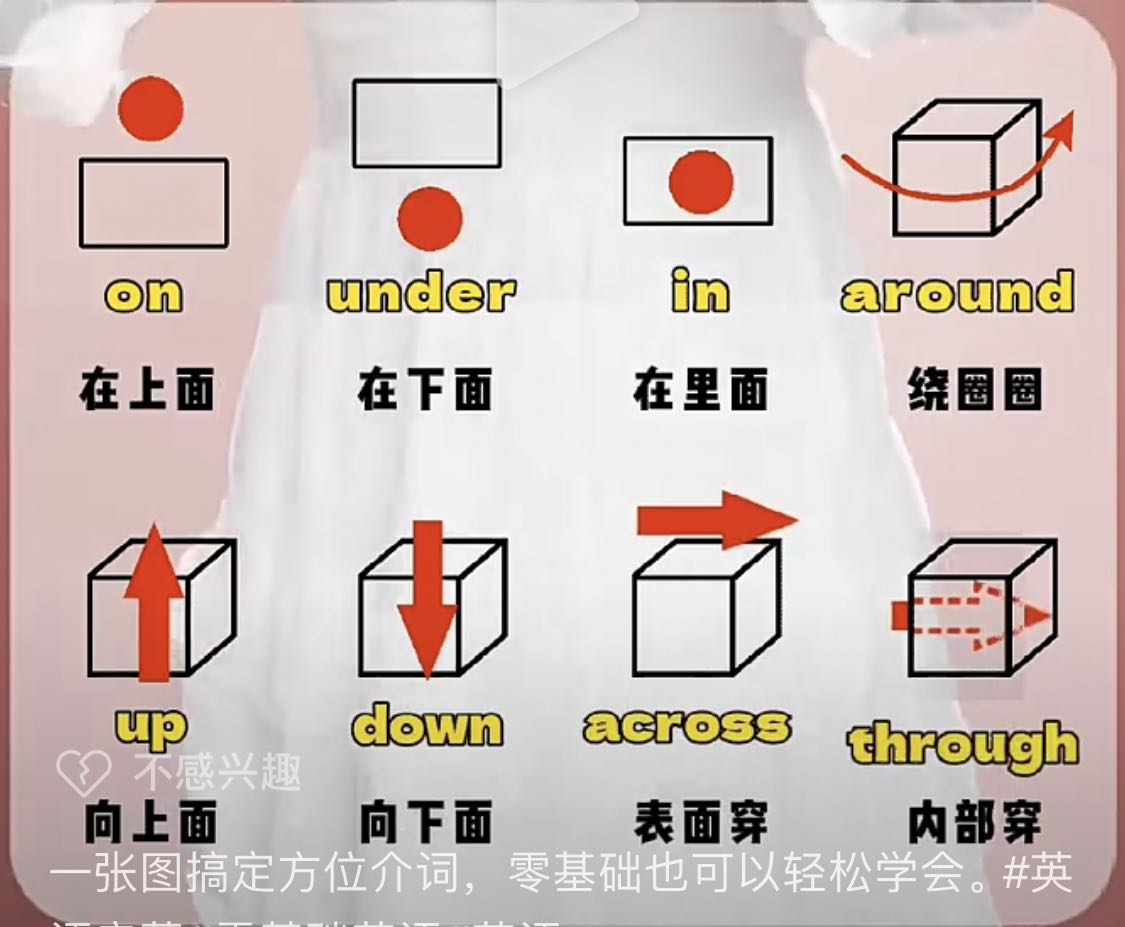 on under in around
在上面 在下面 在里面 绕圈圈
up down across through
不感兴趣
向上面 向下面 表面穿 内部穿
一张图搞定方位介词，零基础也可以轻松学会。#英